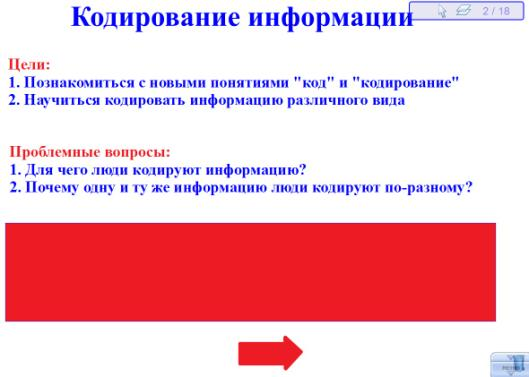 Кодирование информации
2 / 18
Цели:
1. Познакомиться с новыми понятиями "код" и "кодирование"
2. Научиться кодировать информацию различного вида
Проблемные вопросы:
1. Для чего люди кодируют информацию?
2. Почему одну и ту же информацию люди кодируют по-разному?